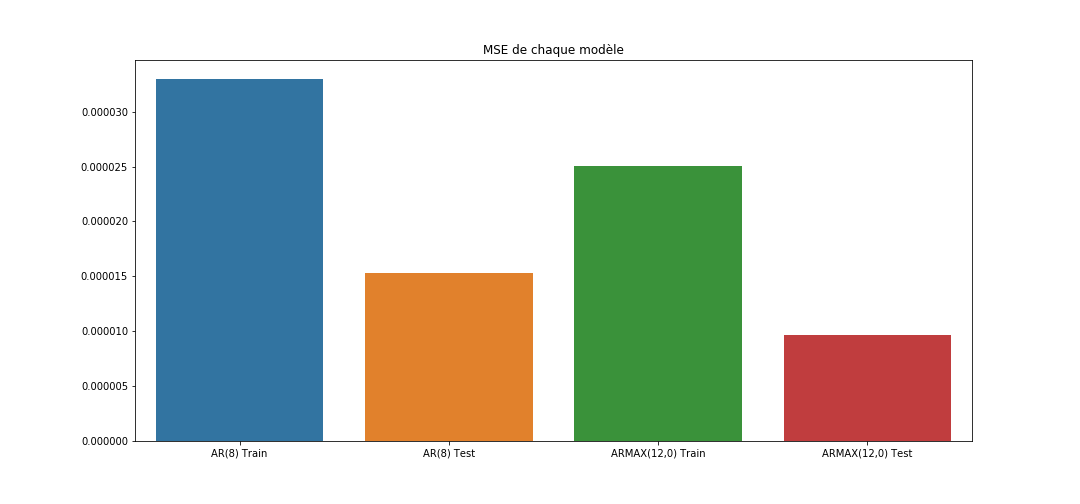 MSE de chaque modèle
0.000030
0.000025
0.000020
0.000015
0.000010
0.000005
0.000000
AR(8) Train
AR(8) Test
ARMAX(12,0) Train
ARMAX(12,0) Test